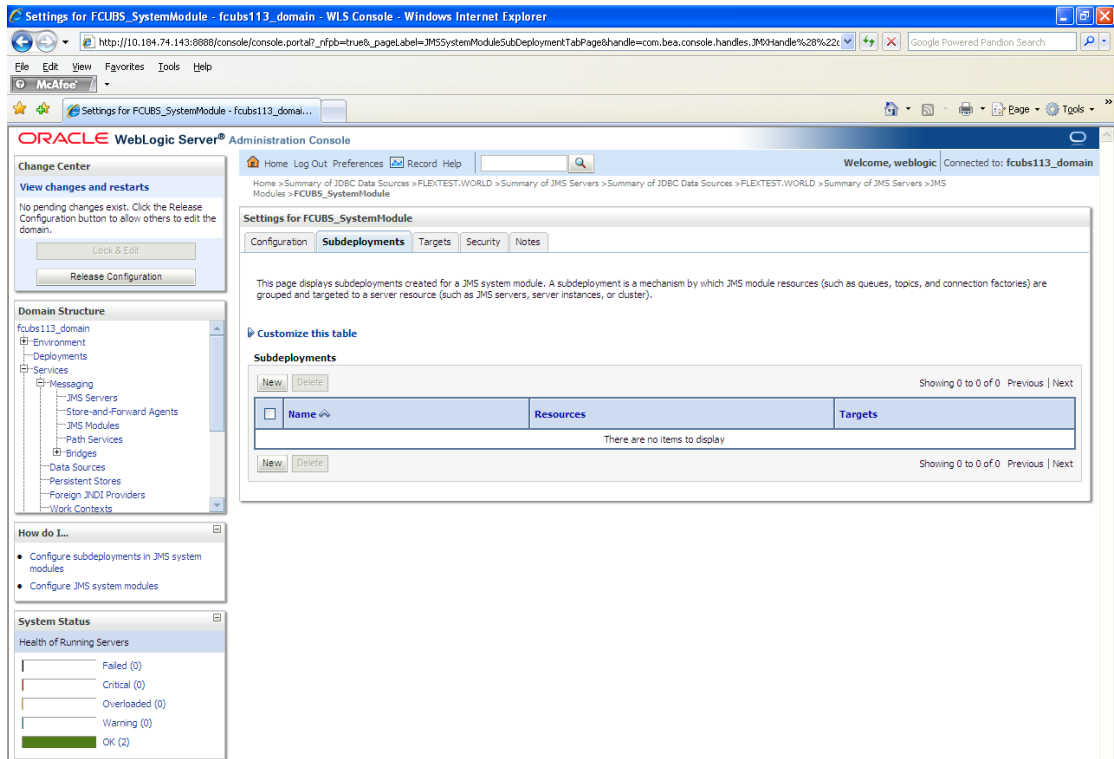 Settings for FCUBS_SystemModule - fcubs113_domain - WLS Console - Windows Internet Explorer
http://10.184.74.143:8888/console/console.portal?_nfpb=true&_pageLabel=JMSSystemModuleSubDeploymentTabPage&handle=com.bea.console.handles.JMXHandle%28%22c
Google Powered Pandion Search
File Edit View Favorites Tools Help
McAfee
Settings for FCUBS_SystemModule - fcubs113_domai...
Page Tools
ORACLE WebLogic Server® Administration Console
Change Center
View changes and restarts
No pending changes exist. Click the Release
Configuration button to allow others to edit the
domain.
Lock & Edit
Release Configuration
Domain Structure
fcubs113_domain
Environment
Deployments
Services
Messaging
JMS Servers
Store-and-Forward Agents
JMS Modules
Path Services
Bridges
Data Sources
Persistent Stores
Foreign JNDI Providers
Work Contexts
How do I...
Configure subdeployments in JMS system
modules
Configure JMS system modules
System Status
Health of Running Servers
Failed (0)
Critical (0)
Overloaded (0)
Warning (0)
OK (2)
Home Log Out Preferences Record Help
Welcome, weblogic Connected to: fcubs113_domain
Home >Summary of JDBC Data Sources >FLEXTEST.WORLD >Summary of JMS Servers >Summary of JDBC Data Sources >FLEXTEST.WORLD >Summary of JMS Servers >JMS
Modules >FCUBS_SystemModule
Settings for FCUBS_SystemModule
Configuration Subdeployments Targets Security Notes
This page displays subdeployments created for a JMS system module. A subdeployment is a mechanism by which JMS module resources (such as queues, topics, and connection factories) are
grouped and targeted to a server resource (such as JMS servers, server instances, or cluster).
Customize this table
Subdeployments
New Delete Showing 0 to 0 of 0 Previous | Next
Name Resources Targets
There are no items to display
New Delete Showing 0 to 0 of 0 Previous | Next